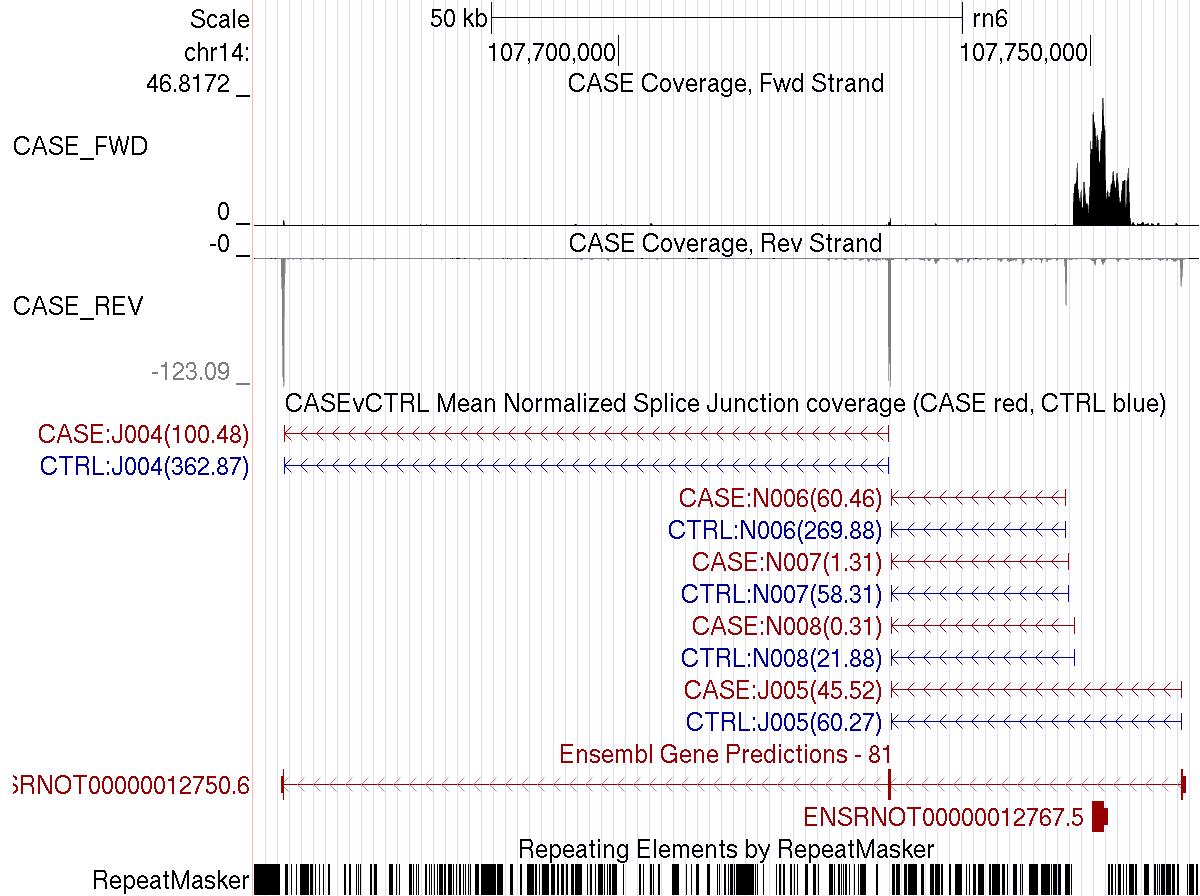 Scale 50 kb rn6
chr14: 107,700,000 107,750,000
CASE Coverage, Fwd Strand
46.8172 _
CASE_FWD
0 _
CASE Coverage, Rev Strand
-0 _
CASE_REV
-123.09 _
CASEvCTRL Mean Normalized Splice Junction coverage (CASE red, CTRL blue)
CASE:J004(100.48)
CTRL:J004(362.87)
CASE:N006(60.46)
CTRL:N006(269.88)
CASE:N007(1.31)
CTRL:N007(58.31)
CASE:N008(0.31)
CTRL:N008(21.88)
CASE:J005(45.52)
CTRL:J005(60.27)
Ensembl Gene Predictions - 81
SRNOT00000012750.6
ENSRNOT00000012767.5
Repeating Elements by RepeatMasker
RepeatMasker